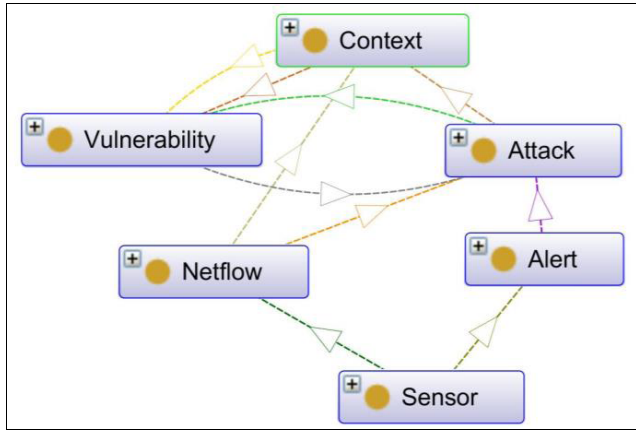 Context
Vulnerability
Attack
Netflow
Alert
Sensor